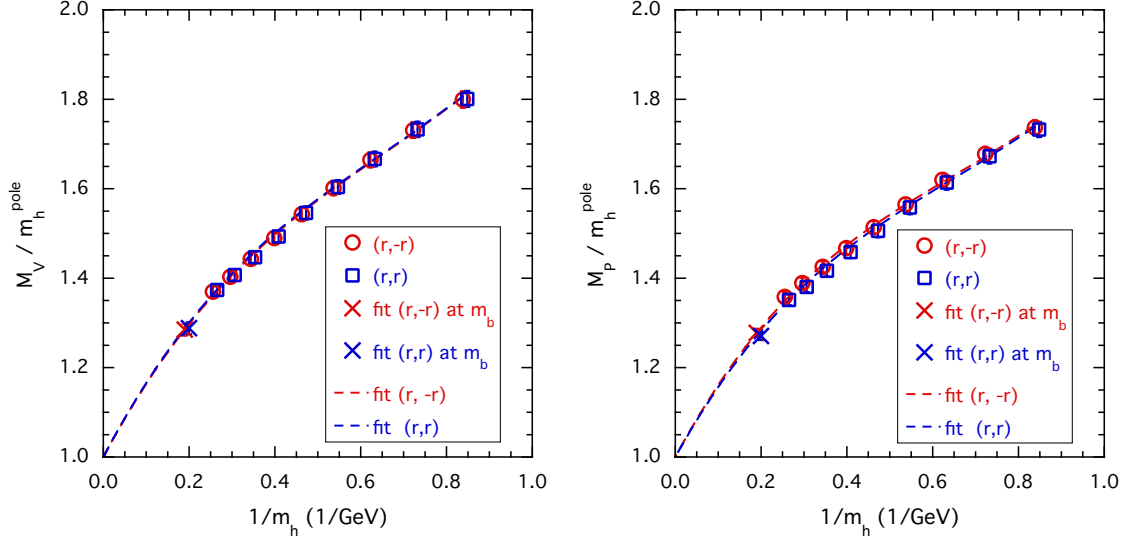 2.0
1.8
1.6
1.4
1.2
1.0
M_V / m_h^pole
(r,-r)
(r,r)
fit (r,-r) at m_b
fit (r,r) at m_b
fit (r, -r)
fit (r,r)
0.0 0.2 0.4 0.6 0.8 1.0
1/m_h (1/GeV)
2.0
1.8
1.6
1.4
1.2
1.0
M_P / m_h^pole
(r,-r)
(r,r)
fit (r,-r) at m_b
fit (r,r) at m_b
fit (r, -r)
fit (r,r)
0.0 0.2 0.4 0.6 0.8 1.0
1/m_h (1/GeV)